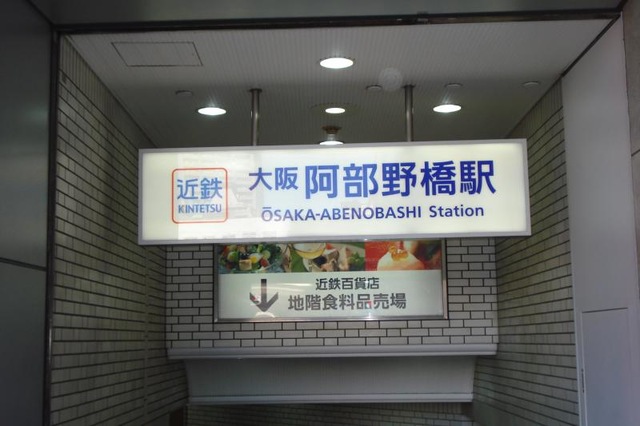 近鉄
KINTETSU
大阪 阿部野橋駅
ŌSAKA-ABENOBASHI Station
近鉄百貨店
↓ 地階食料品売場